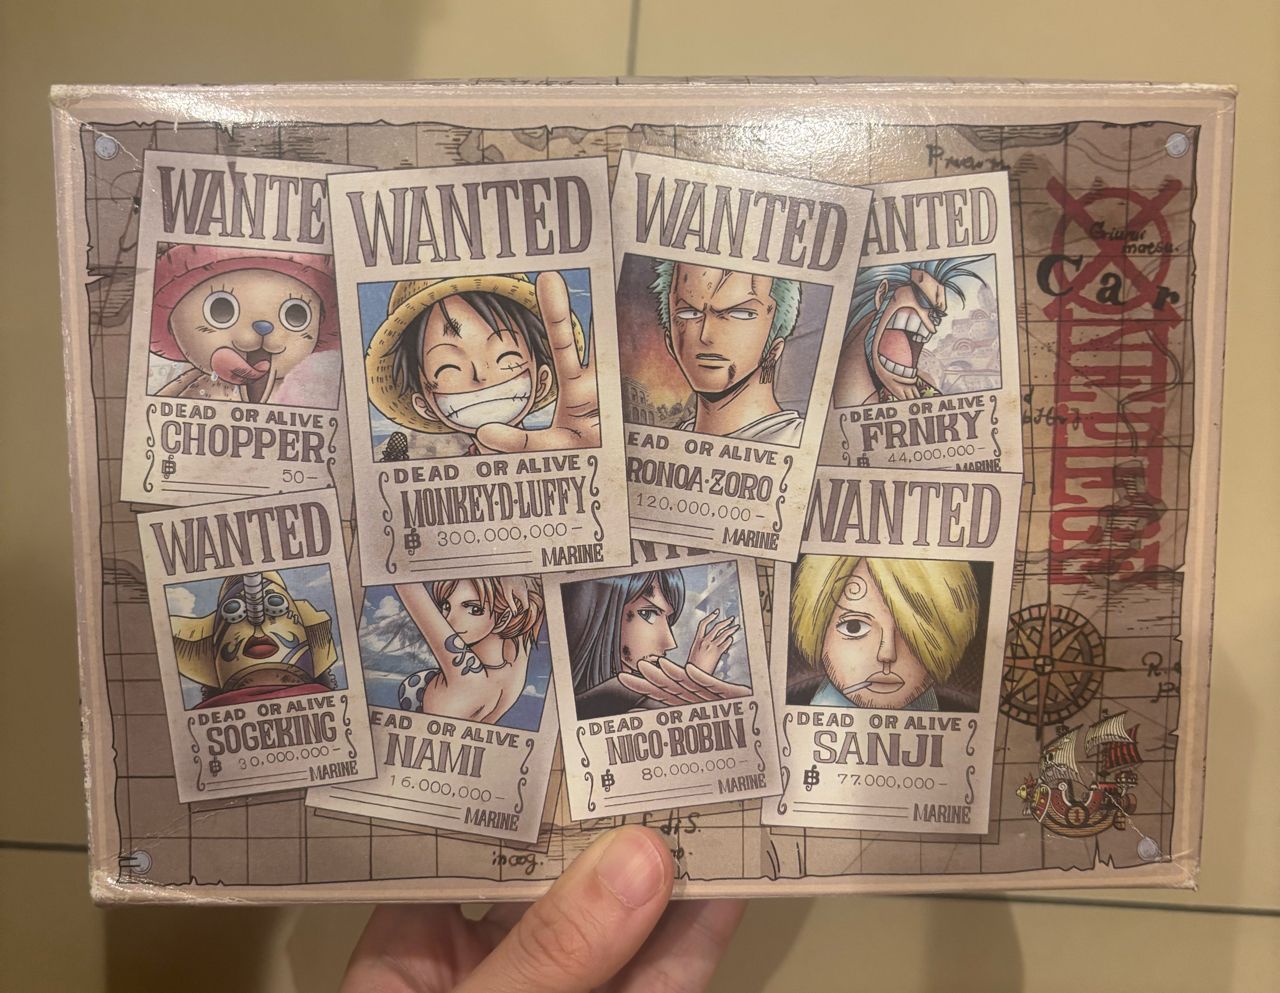 WANTE
DEAD OR ALIVE
CHOPPER
50-
WANTED
DEAD OR ALIVE
MONKEY·D·LUFFY
300,000,000-
MARINE
WANTED
EAD OR ALIVE
RONOA·ZORO
120,000,000-
MARINE
ANTED
DEAD OR ALIVE
FRNKY
44,000,000-
MARINE
WANTED
DEAD OR ALIVE
SOGEKING
30,000,000-
MARINE
EAD OR ALIVE
NAMI
16,000,000-
MARINE
DEAD OR ALIVE
NICO·ROBIN
80,000,000-
MARINE
WANTED
DEAD OR ALIVE
SANJI
77,000,000-
MARINE
Car